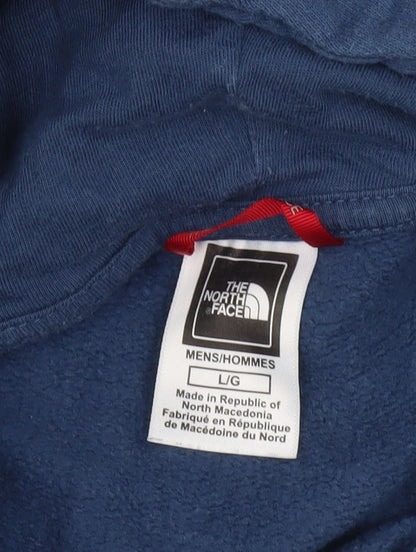 THE
NORTH
FACE
MENS/HOMMES
L/G
Made in Republic of
North Macedonia
Fabriqué en République
de Macédoine du Nord